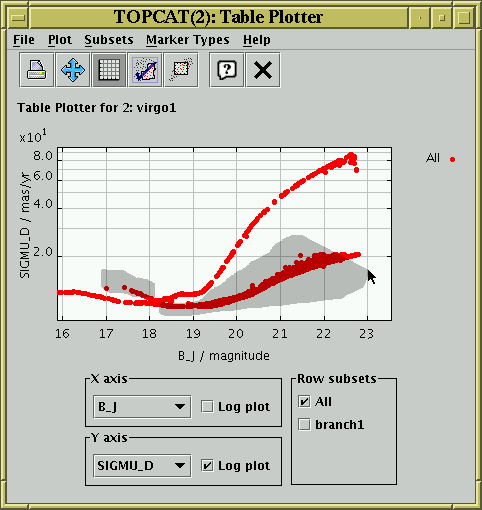 TOPCAT(2): Table Plotter
File Plot Subsets Marker Types Help
Table Plotter for 2: virgo1
x10¹
8.0
6.0
4.0
2.0
SIGMU_D / mas/yr
16 17 18 19 20 21 22 23
B_J / magnitude
All
X axis
B_J
Log plot
Y axis
SIGMU_D
Log plot
Row subsets
All
branch1